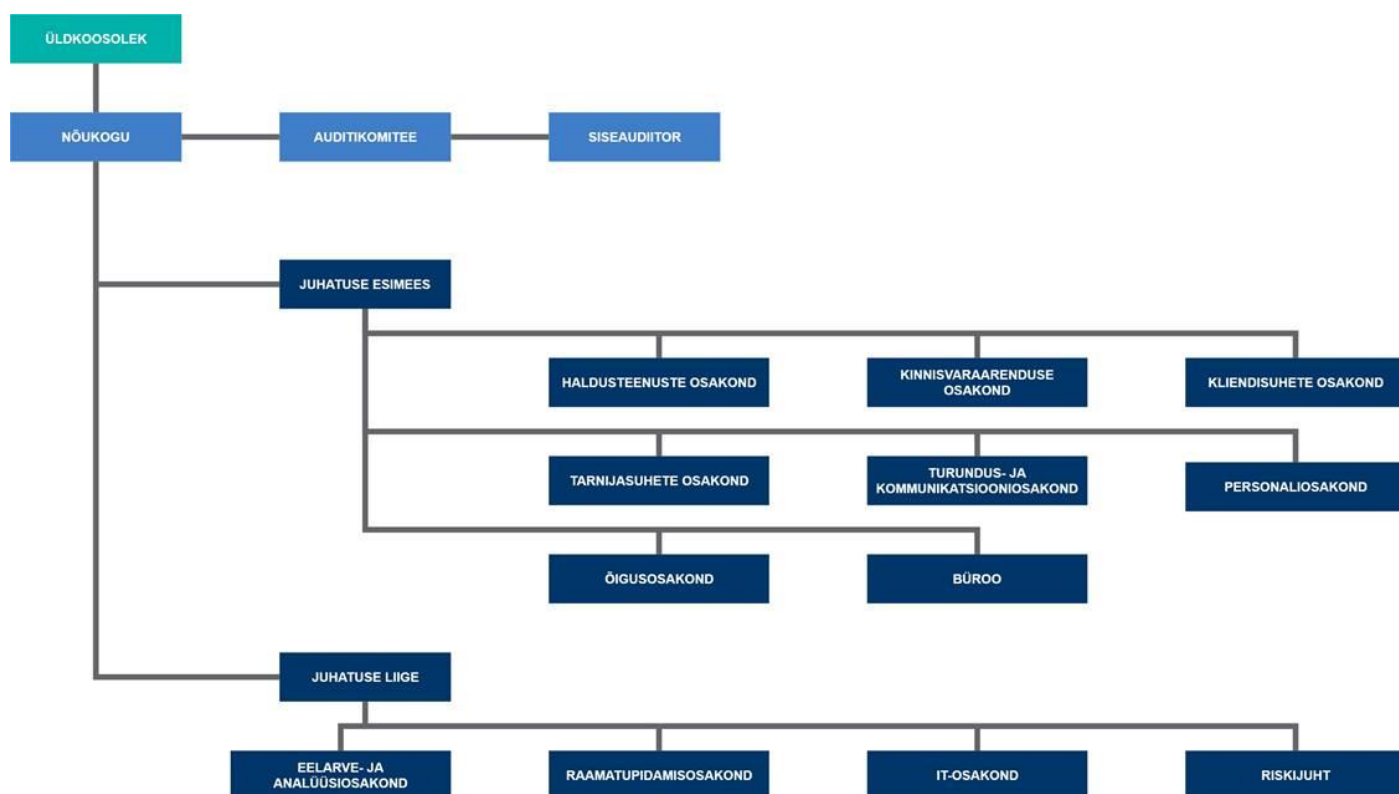 ÜLDKOOSOLEK
NÕUKOGU
AUDITIKOMITEE
SISEAUDIITOR
JUHATUSE ESIMEES
HALDUSTEENUSTE OSAKOND
KINNISVARAARENDUSE
OSAKOND
KLIENDISUHETE OSAKOND
TARNIJASUHETE OSAKOND
TURUNDUS- JA
KOMMUNIKATSIOONIOSAKOND
PERSONALIOSAKOND
ÕIGUSOSAKOND
BÜROO
JUHATUSE LIIGE
EELARVE- JA
ANALÜÜSIOSAKOND
RAAMATUPIDAMISOSAKOND
IT-OSAKOND
RISKIJUHT